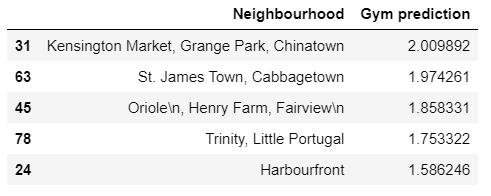 Neighbourhood Gym prediction
31 Kensington Market, Grange Park, Chinatown 2.009892
63 St. James Town, Cabbagetown 1.974261
45 Oriole\n, Henry Farm, Fairview\n 1.858331
78 Trinity, Little Portugal 1.753322
24 Harbourfront 1.586246